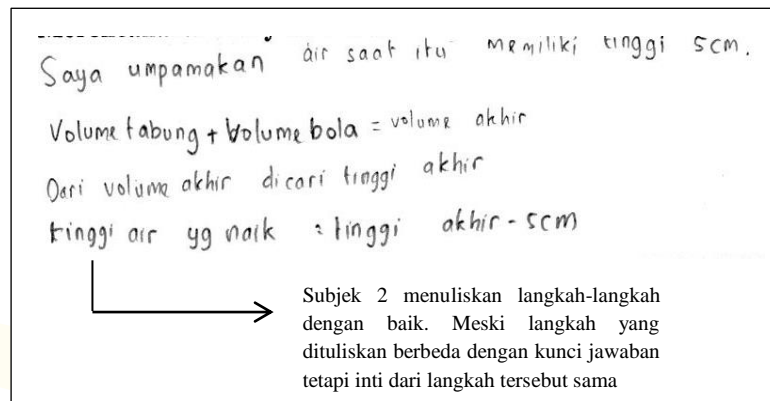 Saya umpamakan air saat itu memiliki tinggi 5cm.
Volume tabung + Volume bola = volume akhir
Dari volume akhir dicari tinggi akhir
tinggi air yg naik = tinggi akhir - 5cm
Subjek 2 menuliskan langkah-langkah
dengan baik. Meski langkah yang
dituliskan berbeda dengan kunci jawaban
tetapi inti dari langkah tersebut sama